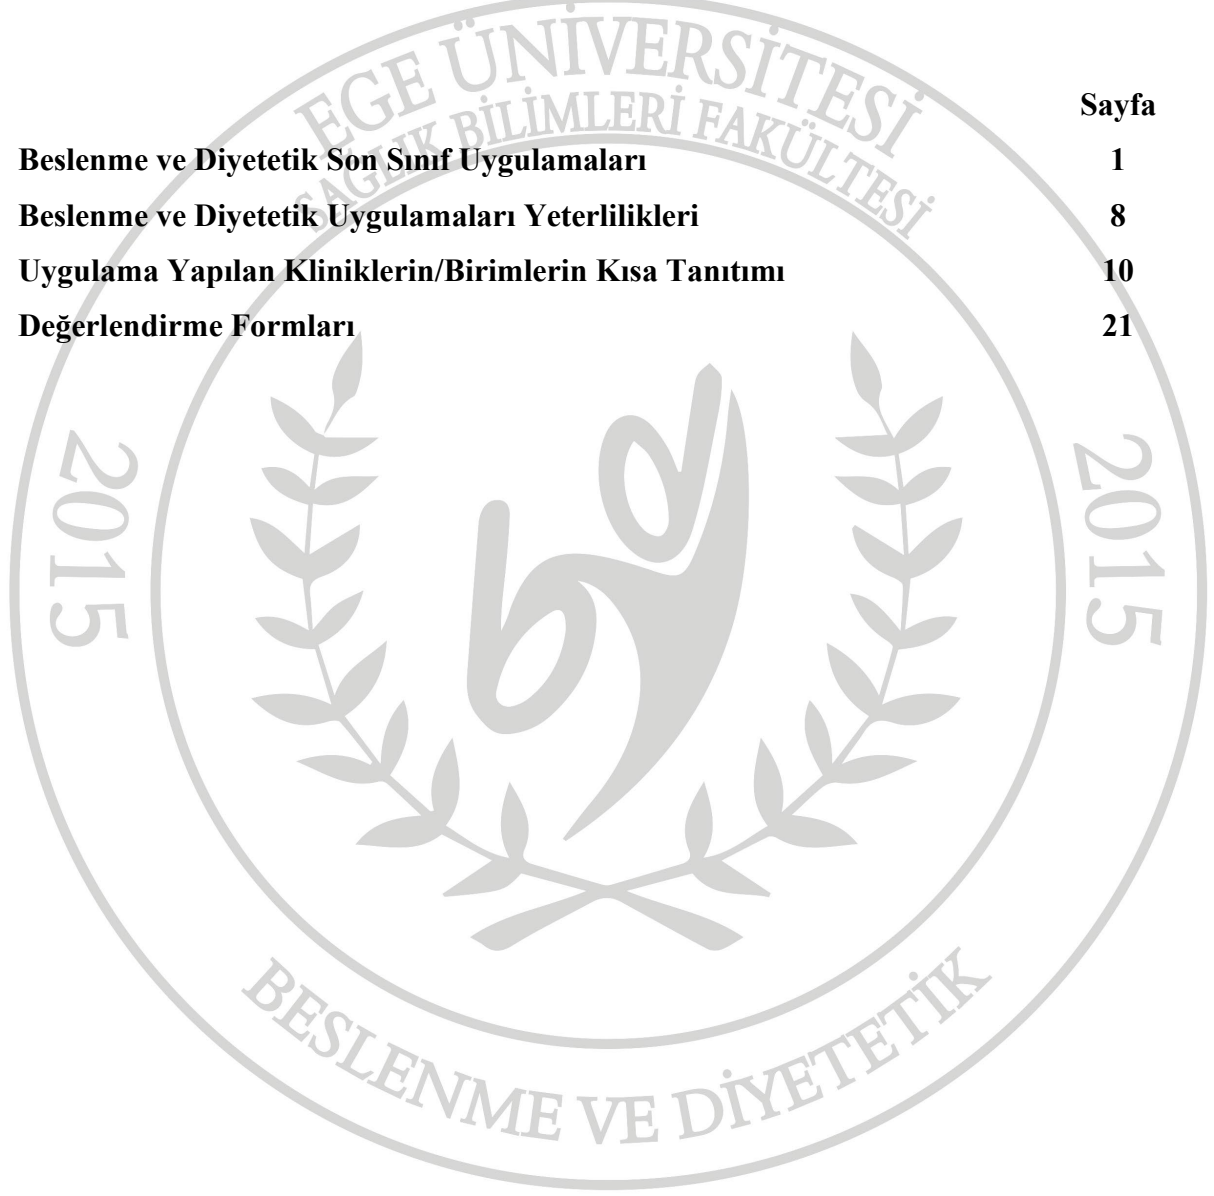 EGE ÜNİVERSİTESİ
SAĞLIK BİLİMLERİ FAKÜLTESİ
Sayfa
Beslenme ve Diyetetik Son Sınıf Uygulamaları 1
Beslenme ve Diyetetik Uygulamaları Yeterlilikleri 8
Uygulama Yapılan Kliniklerin/Birimlerin Kısa Tanıtımı 10
Değerlendirme Formları 21
2015
2015
bd
BESLENME VE DİYETETİK